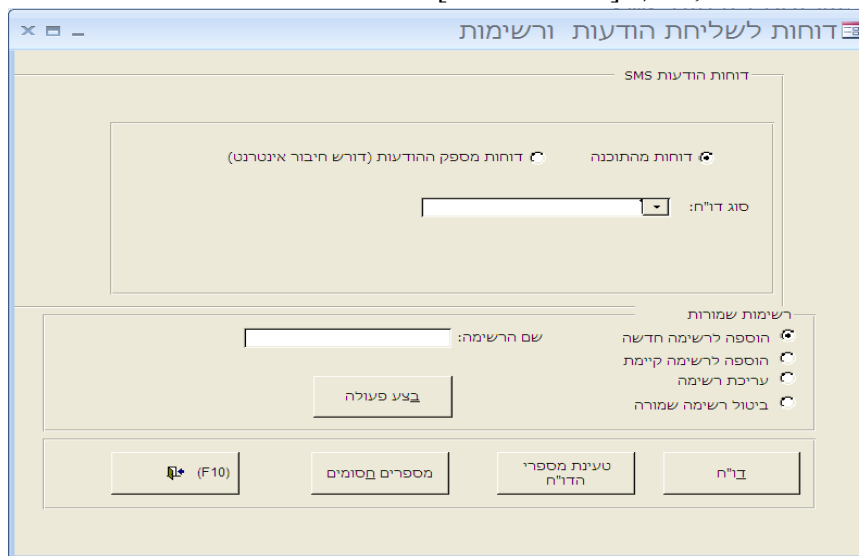 דוחות לשליחת הודעות ורשימות
דוחות הודעות SMS
דוחות מהתוכנה
דוחות מספק ההודעות (דורש חיבור אינטרנט)
סוג דו"ח:
רשימות שמורות
הוספה לרשימה חדשה
שם הרשימה:
הוספה לרשימה קיימת
עריכת רשימה
ביטול רשימה שמורה
בצע פעולה
דו"ח
טעינת מספרי
הדו"ח
מספרים חסומים
(F10)